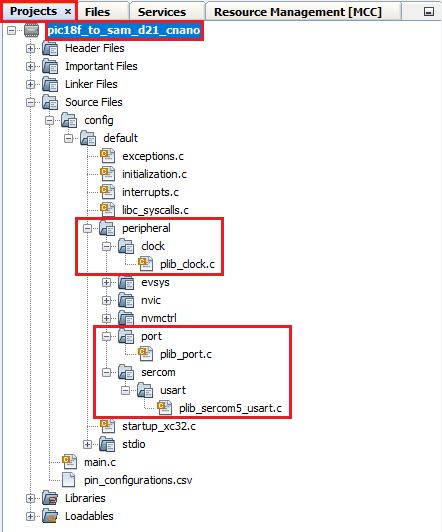 Projects × Files Services Resource Management [MCC]
pic18f_to_sam_d21_cnano
Header Files
Important Files
Linker Files
Source Files
config
default
exceptions.c
initialization.c
interrupts.c
libc_syscalls.c
peripheral
clock
plib_clock.c
evsys
nvic
nvmctrl
port
plib_port.c
sercom
usart
plib_sercom5_usart.c
startup_xc32.c
stdio
main.c
pin_configurations.csv
Libraries
Loadables